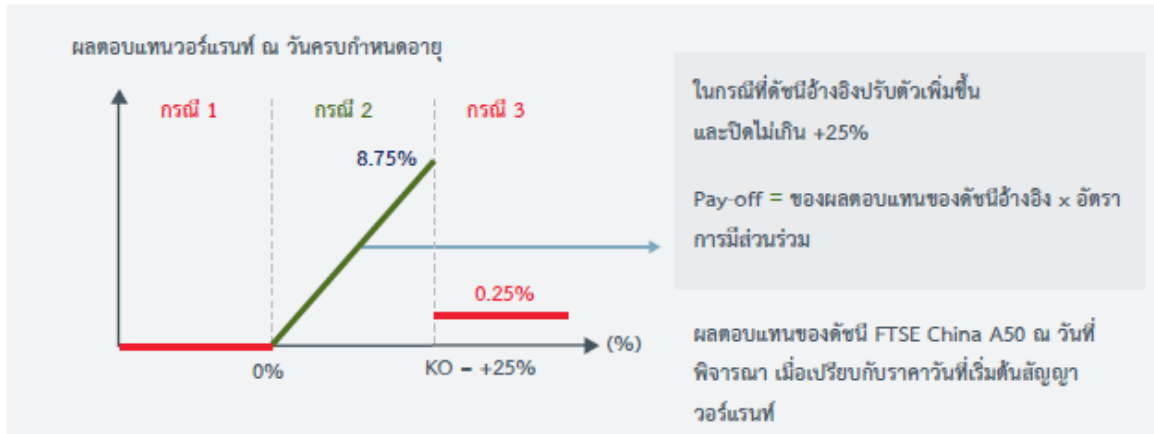 ผลตอบแทนวอร์แรนท์ ณ วันครบกำหนดอายุ
กรณี 1
กรณี 2
กรณี 3
8.75%
0.25%
(%)
0%
KO – +25%
ในกรณีที่ดัชนีอ้างอิงปรับตัวเพิ่มขึ้น
และปิดไม่เกิน +25%
Pay-off = ของผลตอบแทนของดัชนีอ้างอิง x อัตรา
การมีส่วนร่วม
ผลตอบแทนของดัชนี FTSE China A50 ณ วันที่
พิจารณา เมื่อเปรียบกับราคาวันที่เริ่มต้นสัญญา
วอร์แรนท์